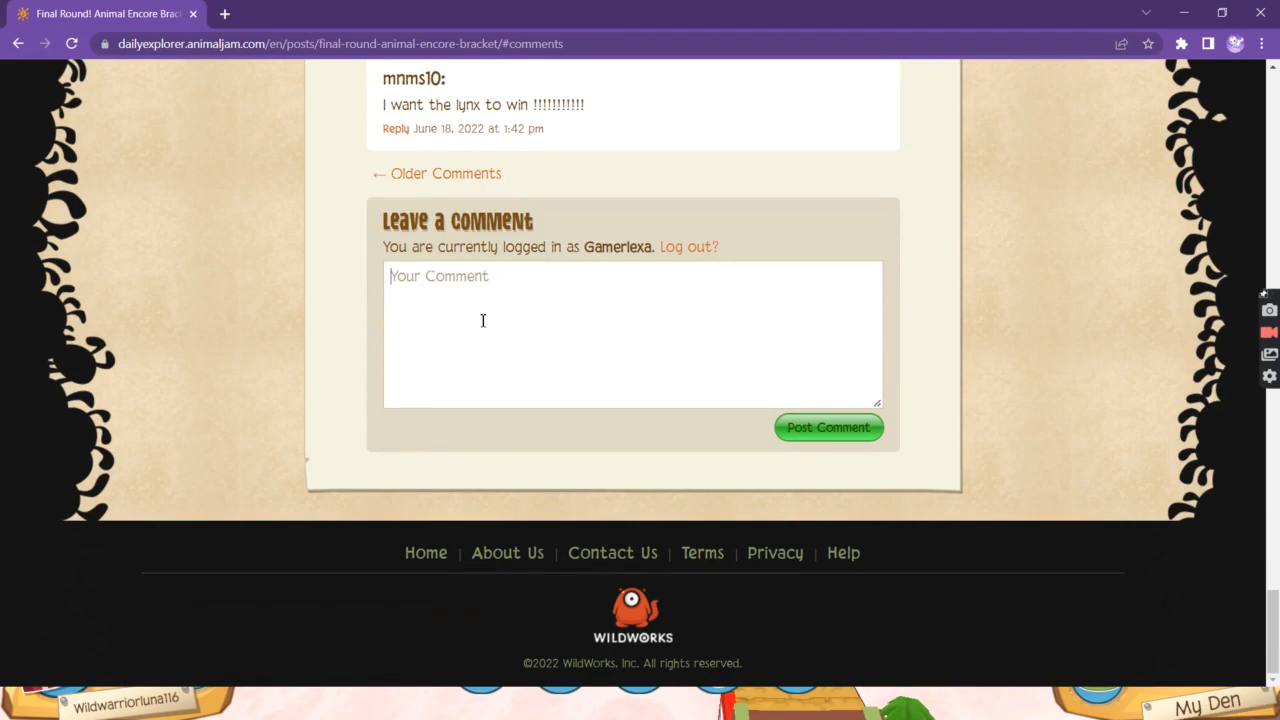 Final Round! Animal Encore Brac
dailyexplorer.animaljam.com/en/posts/final-round-animal-encore-bracket/#comments
mnms10:
I want the lynx to win !!!!!!!!!!!
Reply June 18, 2022 at 1:42 pm
← Older Comments
Leave a comment
You are currently logged in as Gamerlexa. Log out?
Your Comment
Post Comment
Home | About Us | Contact Us | Terms | Privacy | Help
WILDWORKS
©2022 WildWorks, Inc. All rights reserved.
Wildwarriorluna116
My Den